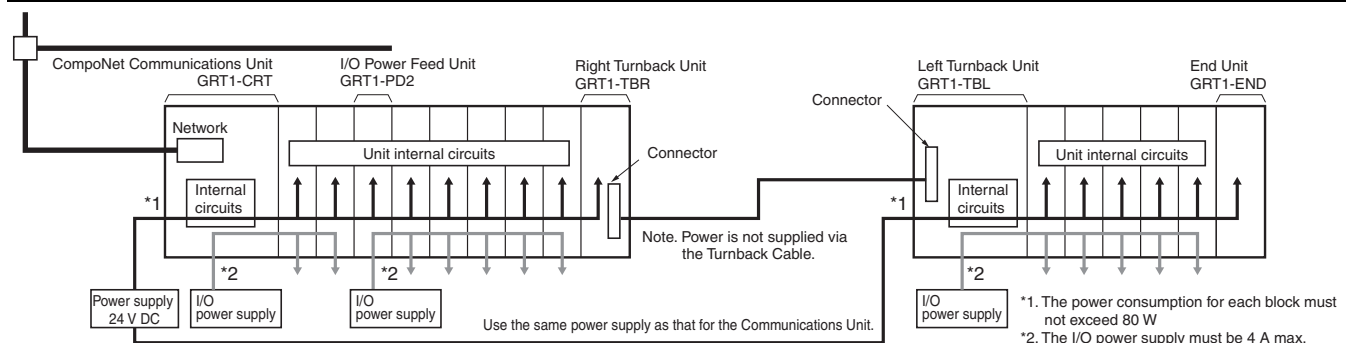 CompoNet Communications Unit
GRT1-CRT
I/O Power Feed Unit
GRT1-PD2
Right Turnback Unit
GRT1-TBR
Left Turnback Unit
GRT1-TBL
End Unit
GRT1-END
Connector
Network
Unit internal circuits
Connector
Unit internal circuits
Internal
circuits
*1
Internal
circuits
*1
Note. Power is not supplied via
the Turnback Cable.
*2
*2
*2
Power supply
24 V DC
I/O
power supply
I/O
power supply
Use the same power supply as that for the Communications Unit.
I/O
power supply
*1. The power consumption for each block must
not exceed 80 W
*2. The I/O power supply must be 4 A max.